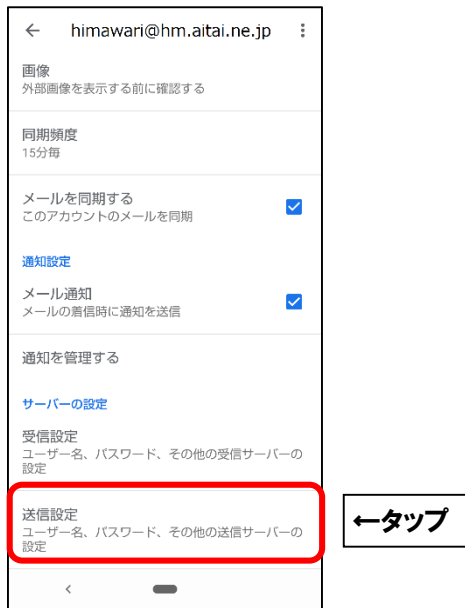 himawari@hm.aitai.ne.jp
画像
外部画像を表示する前に確認する
同期頻度
15分毎
メールを同期する
このアカウントのメールを同期
通知設定
メール通知
メールの着信時に通知を送信
通知を管理する
サーバーの設定
受信設定
ユーザー名、パスワード、その他の受信サーバーの
設定
送信設定
ユーザー名、パスワード、その他の送信サーバーの
設定
←タップ